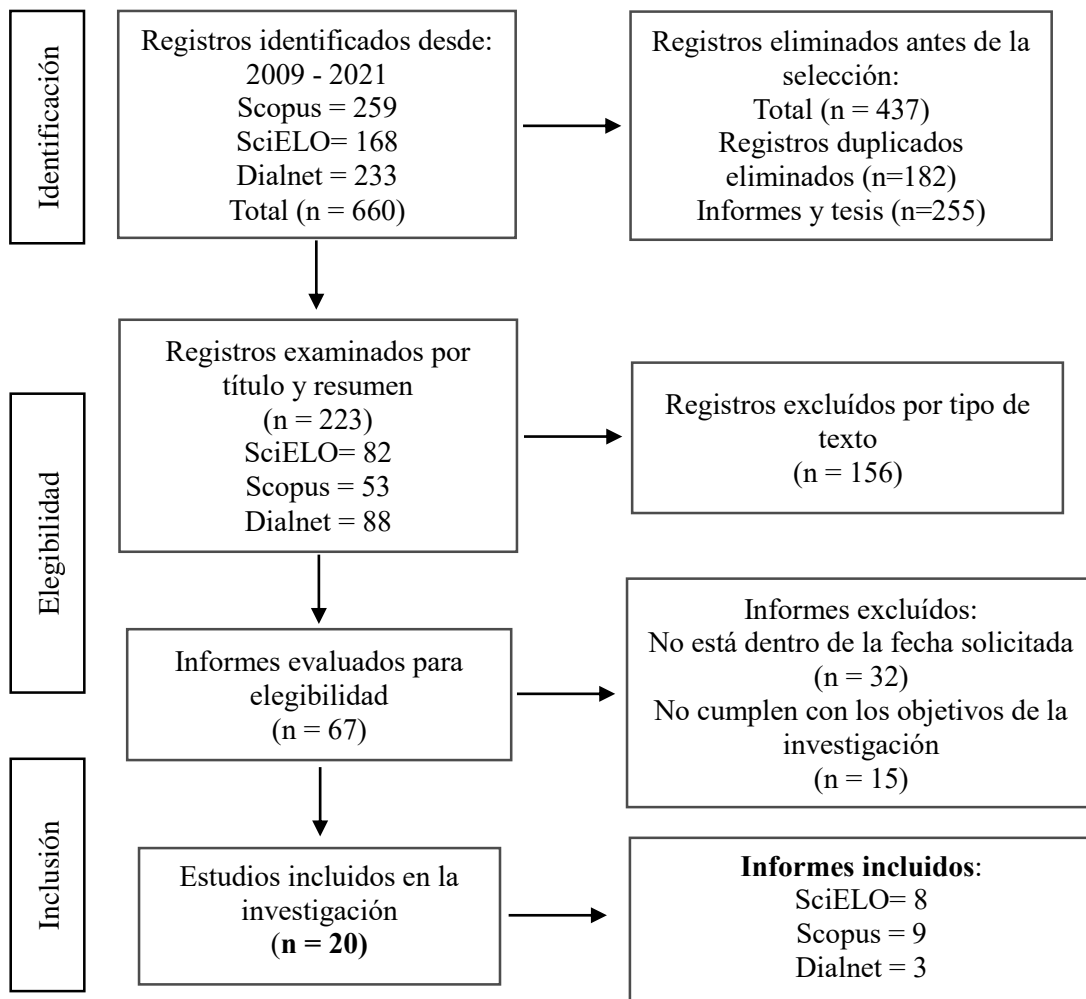 Identificación
Registros identificados desde:
2009 - 2021
Scopus = 259
SciELO= 168
Dialnet = 233
Total (n = 660)
Registros eliminados antes de la
selección:
Total (n = 437)
Registros duplicados
eliminados (n=182)
Informes y tesis (n=255)
Elegibilidad
Registros examinados por
título y resumen
(n = 223)
SciELO= 82
Scopus = 53
Dialnet = 88
Registros excluídos por tipo de
texto
(n = 156)
Informes evaluados para
elegibilidad
(n = 67)
Informes excluídos:
No está dentro de la fecha solicitada
(n = 32)
No cumplen con los objetivos de la
investigación
(n = 15)
Inclusión
Estudios incluidos en la
investigación
(n = 20)
Informes incluidos:
SciELO= 8
Scopus = 9
Dialnet = 3